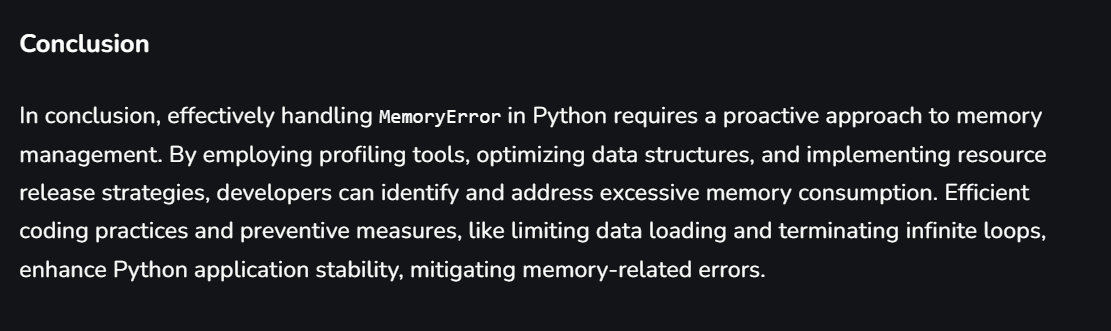 Conclusion
In conclusion, effectively handling MemoryError in Python requires a proactive approach to memory
management. By employing profiling tools, optimizing data structures, and implementing resource
release strategies, developers can identify and address excessive memory consumption. Efficient
coding practices and preventive measures, like limiting data loading and terminating infinite loops,
enhance Python application stability, mitigating memory-related errors.